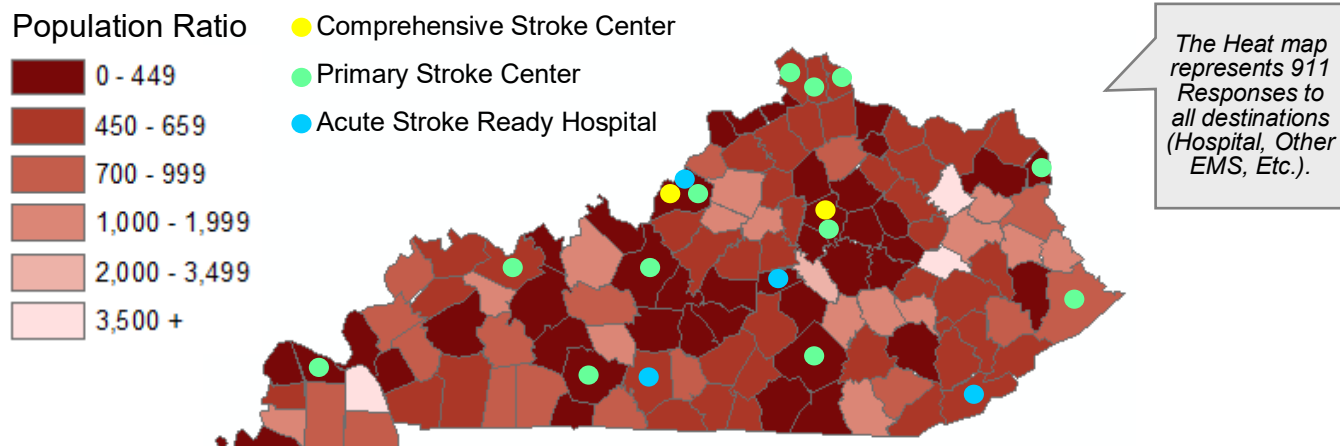 Population Ratio
0 - 449
450 - 659
700 - 999
1,000 - 1,999
2,000 - 3,499
3,500 +
Comprehensive Stroke Center
Primary Stroke Center
Acute Stroke Ready Hospital
The Heat map
represents 911
Responses to
all destinations
(Hospital, Other
EMS, Etc.).